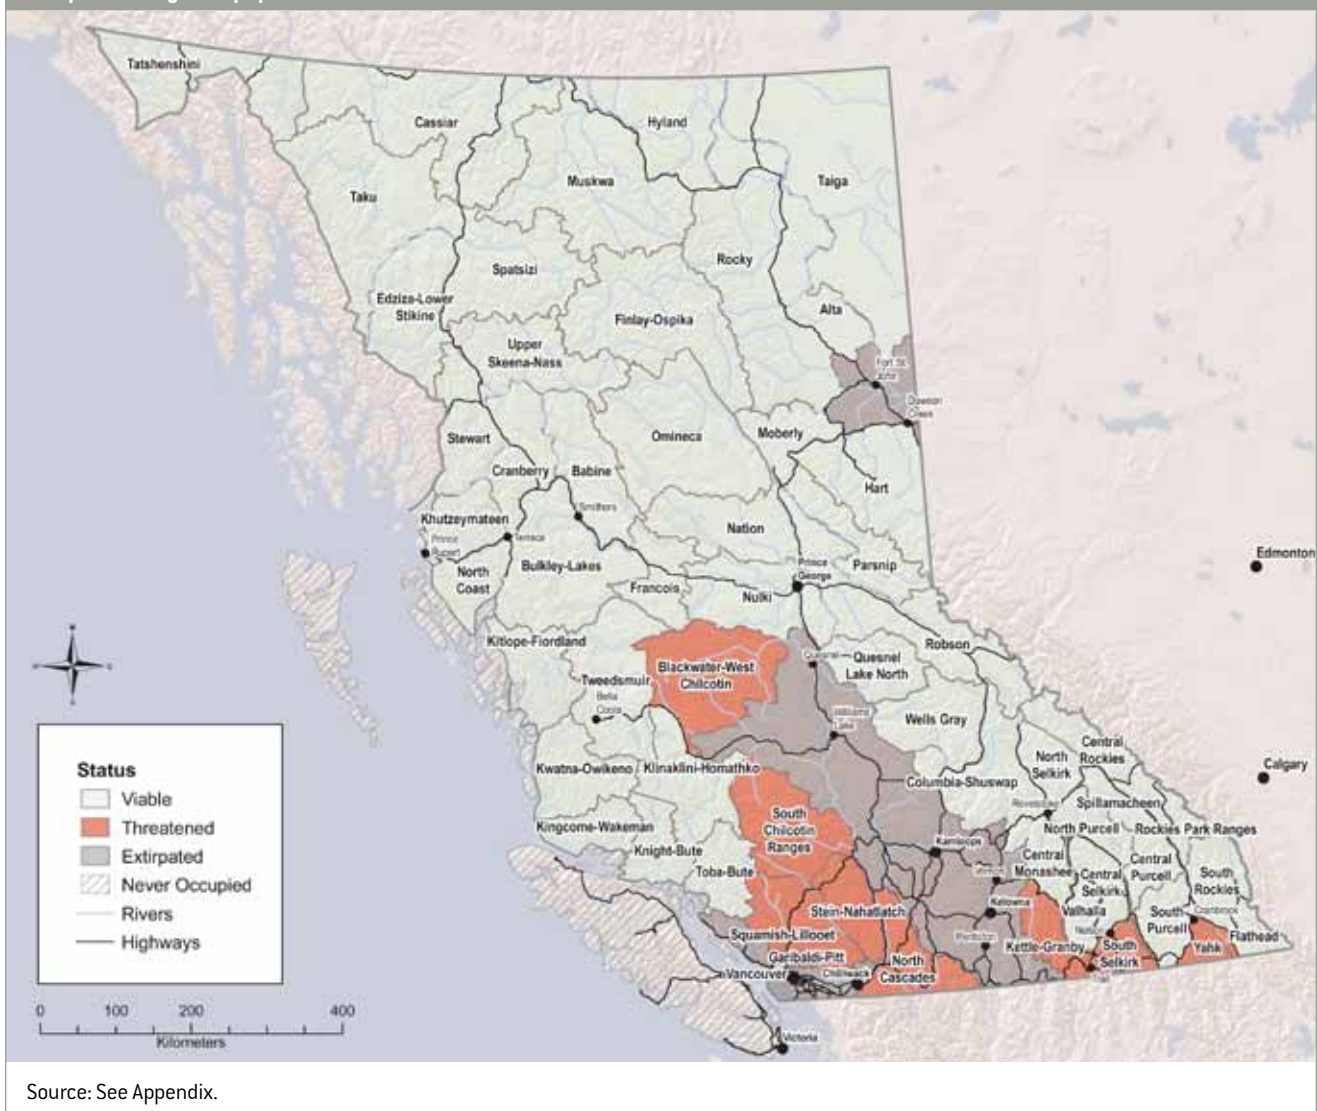 Tatshenshini
Cassiar
Hyland
Taku
Muskwa
Taiga
Rocky
Spatsizi
Edziza-Lower
Stikine
Alta
Finlay-Ospika
Upper
Skeena-Nass
Fort St.
John
Dawson
Creek
Stewart
Omineca
Moberly
Cranberry
Babine
Hart
Smithers
Khutzeymateen
Nation
Prince
Rupert
Terrace
Edmonton
North
Coast
Bulkley-Lakes
Prince
George
Parsnip
Francois
Nulki
Kitlope-Fiordland
Robson
Blackwater-West
Chilcotin
Quesnel
Quesnel
Lake North
Tweedsmuir
Bella
Coola
Williams
Lake
Wells Gray
Kwatna-Owikeno
Klinaklini-Homathko
Columbia-Shuswap
North
Selkirk
Central
Rockies
Calgary
Revelstoke
Spillamacheen
South
Chilcotin
Ranges
Kingcome-Wakeman
North Purcell
Rockies Park Ranges
Knight-Bute
Kamloops
Toba-Bute
Vernon
Central
Monashee
Central
Selkirk
Central
Purcell
South
Rockies
Stein-Nahatlatch
Kelowna
Valhalla
South
Purcell
Cranbrook
Squamish-Lillooet
Penticton
Kettle-Granby
Nelson
South
Selkirk
Yahk
Flathead
Garibaldi-Pitt
North
Cascades
Vancouver
Chilliwack
Trail
Victoria
Status
Viable
Threatened
Extirpated
Never Occupied
Rivers
Highways
0 100 200 400
Kilometers
Source: See Appendix.